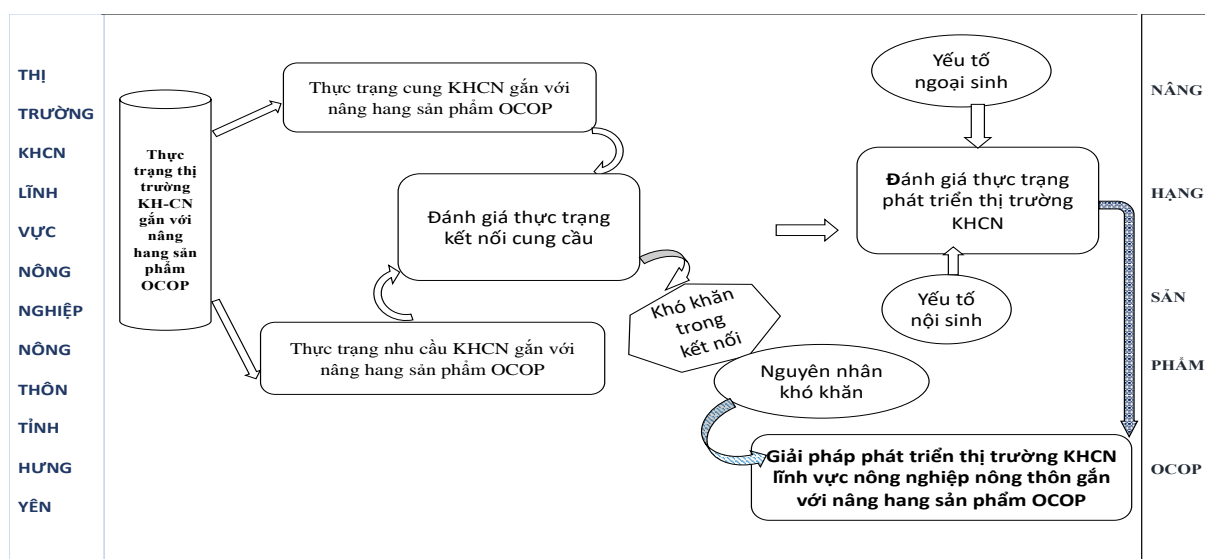 THỊ
TRƯỜNG
KHCN
LĨNH
VỰC
NÔNG
NGHIỆP
NÔNG
THÔN
TỈNH
HƯNG
YÊN
Thực
trạng thị
trường
KH-CN
gắn với
nâng
hang sản
phẩm
OCOP
Thực trạng cung KHCN gắn với
nâng hang sản phẩm OCOP
Đánh giá thực trạng
kết nối cung cầu
Thực trạng nhu cầu KHCN gắn với
nâng hang sản phẩm OCOP
Khó khăn
trong
kết nối
Nguyên nhân
khó khăn
Yếu tố
ngoại sinh
Đánh giá thực trạng
phát triển thị trường
KHCN
Yếu tố
nội sinh
Giải pháp phát triển thị trường KHCN
lĩnh vực nông nghiệp nông thôn gắn
với nâng hang sản phẩm OCOP
NÂNG
HẠNG
SẢN
PHẨM
OCOP